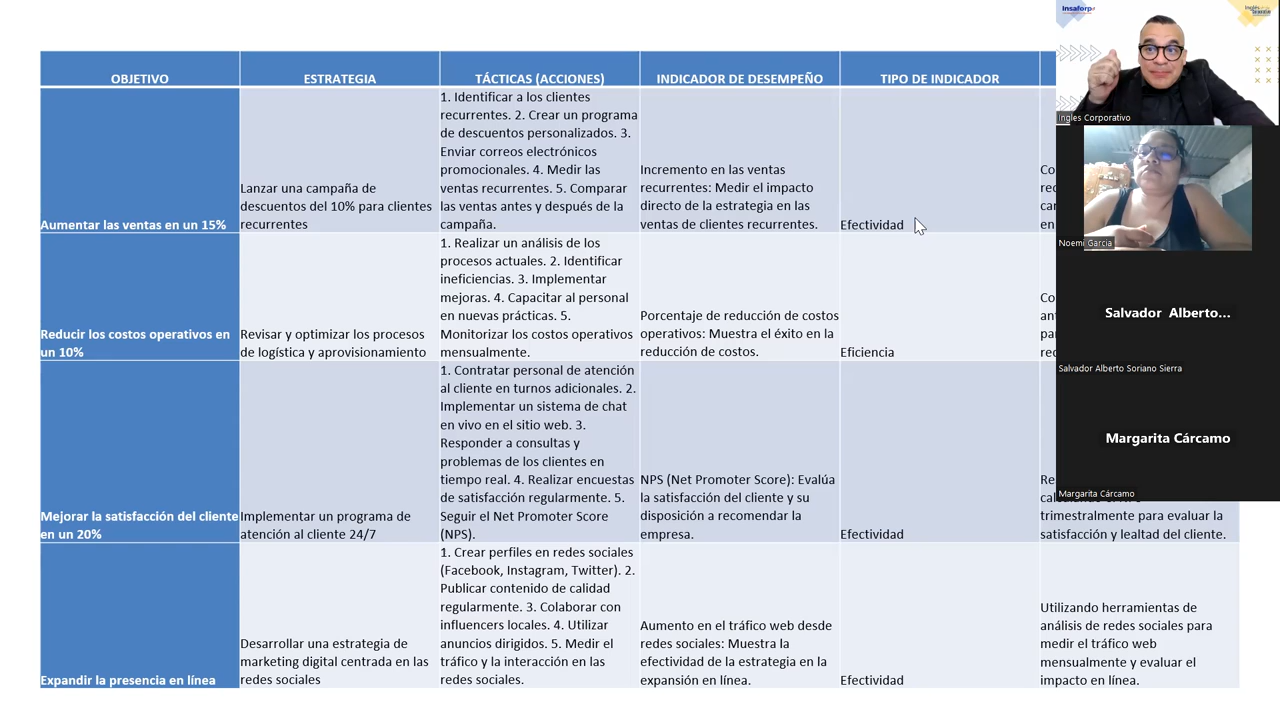 OBJETIVO
ESTRATEGIA
TÁCTICAS (ACCIONES)
INDICADOR DE DESEMPEÑO
TIPO DE INDICADOR
Aumentar las ventas en un 15%
Lanzar una campaña de
descuentos del 10% para clientes
recurrentes
1. Identificar a los clientes
recurrentes. 2. Crear un programa
de descuentos personalizados. 3.
Enviar correos electrónicos
promocionales. 4. Medir las
ventas recurrentes. 5. Comparar
las ventas antes y después de la
campaña.
Incremento en las ventas
recurrentes: Medir el impacto
directo de la estrategia en las
ventas de clientes recurrentes.
Efectividad
Reducir los costos operativos en
un 10%
Revisar y optimizar los procesos
de logística y aprovisionamiento
1. Realizar un análisis de los
procesos actuales. 2. Identificar
ineficiencias. 3. Implementar
mejoras. 4. Capacitar al personal
en nuevas prácticas. 5.
Monitorizar los costos operativos
mensualmente.
Porcentaje de reducción de costos
operativos: Muestra el éxito en la
reducción de costos.
Eficiencia
Mejorar la satisfacción del cliente
en un 20%
Implementar un programa de
atención al cliente 24/7
1. Contratar personal de atención
al cliente en turnos adicionales. 2.
Implementar un sistema de chat
en vivo en el sitio web. 3.
Responder a consultas y
problemas de los clientes en
tiempo real. 4. Realizar encuestas
de satisfacción regularmente. 5.
Seguir el Net Promoter Score
(NPS).
NPS (Net Promoter Score): Evalúa
la satisfacción del cliente y su
disposición a recomendar la
empresa.
Efectividad
trimestralmente para evaluar la
satisfacción y lealtad del cliente.
Expandir la presencia en línea
Desarrollar una estrategia de
marketing digital centrada en las
redes sociales
1. Crear perfiles en redes sociales
(Facebook, Instagram, Twitter). 2.
Publicar contenido de calidad
regularmente. 3. Colaborar con
influencers locales. 4. Utilizar
anuncios dirigidos. 5. Medir el
tráfico y la interacción en las
redes sociales.
Aumento en el tráfico web desde
redes sociales: Muestra la
efectividad de la estrategia en la
expansión en línea.
Efectividad
Utilizando herramientas de
análisis de redes sociales para
medir el tráfico web
mensualmente y evaluar el
impacto en línea.
insaforp
Ingles Corporativo
Noemi Garcia
Salvador Alberto...
Salvador Alberto Soriano Sierra
Margarita Cárcamo
Margarita Cárcamo